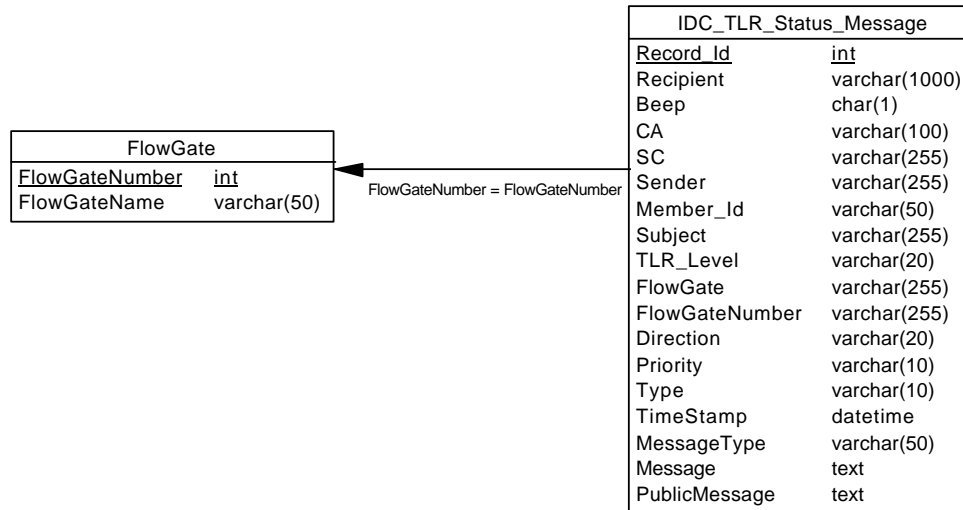 FlowGate
FlowGateNumber int
FlowGateName varchar(50)
FlowGateNumber = FlowGateNumber
IDC_TLR_Status_Message
Record_Id int
Recipient varchar(1000)
Beep char(1)
CA varchar(100)
SC varchar(255)
Sender varchar(255)
Member_Id varchar(50)
Subject varchar(255)
TLR_Level varchar(20)
FlowGate varchar(255)
FlowGateNumber varchar(255)
Direction varchar(20)
Priority varchar(10)
Type varchar(10)
TimeStamp datetime
MessageType varchar(50)
Message text
PublicMessage text